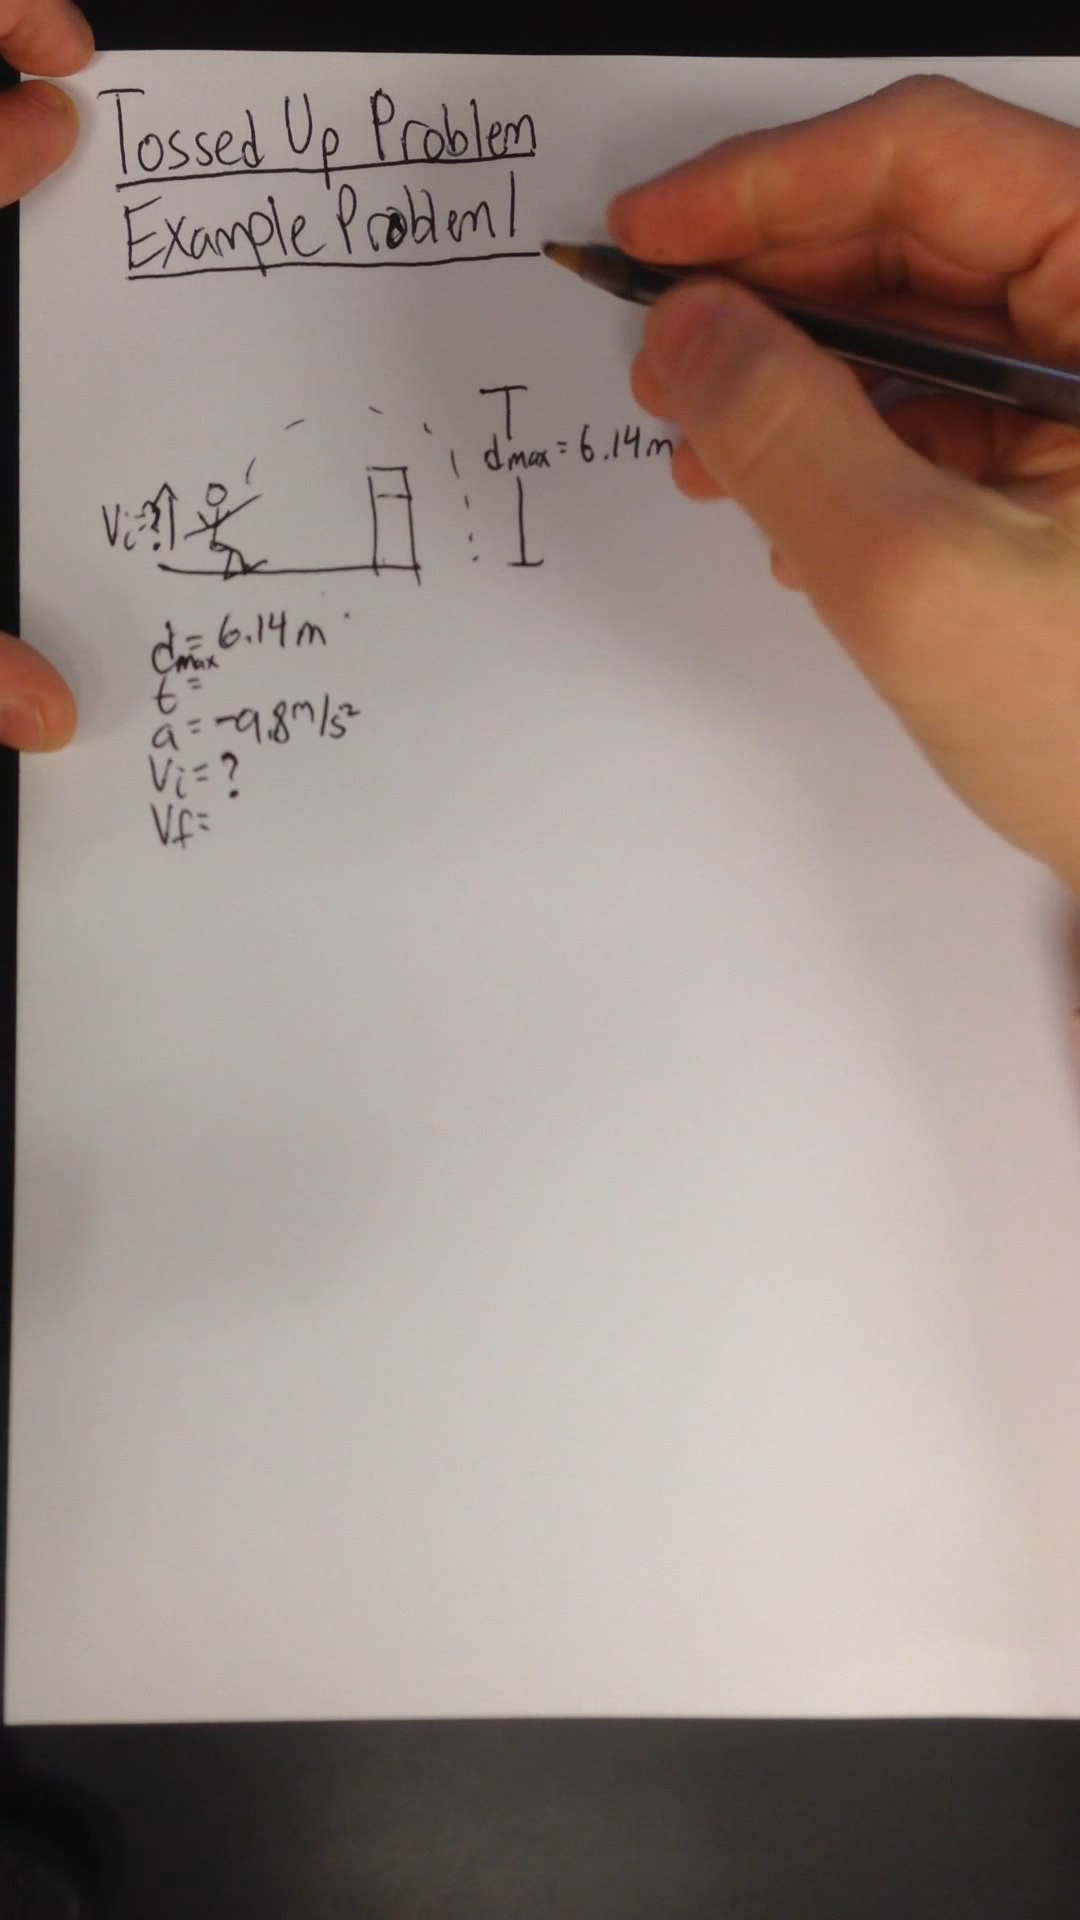 Tossed Up Problem
Example Problem 1
dmax = 6.14m
Vi=?
dmax = 6.14m
t =
a = -9.8m/s²
Vi = ?
Vf=